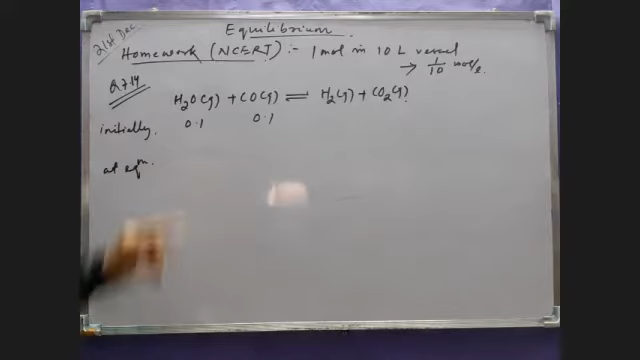 Equilibrium.
21st Dec
Homework (NCERT) :- 1 mol in 10 L vessel
→ 1/10 mol/L.
Q 7.14
H₂O(g) + CO(g) ⇌ H₂(g) + CO₂(g).
initially. 0.1 0.1
at eqᵐ.